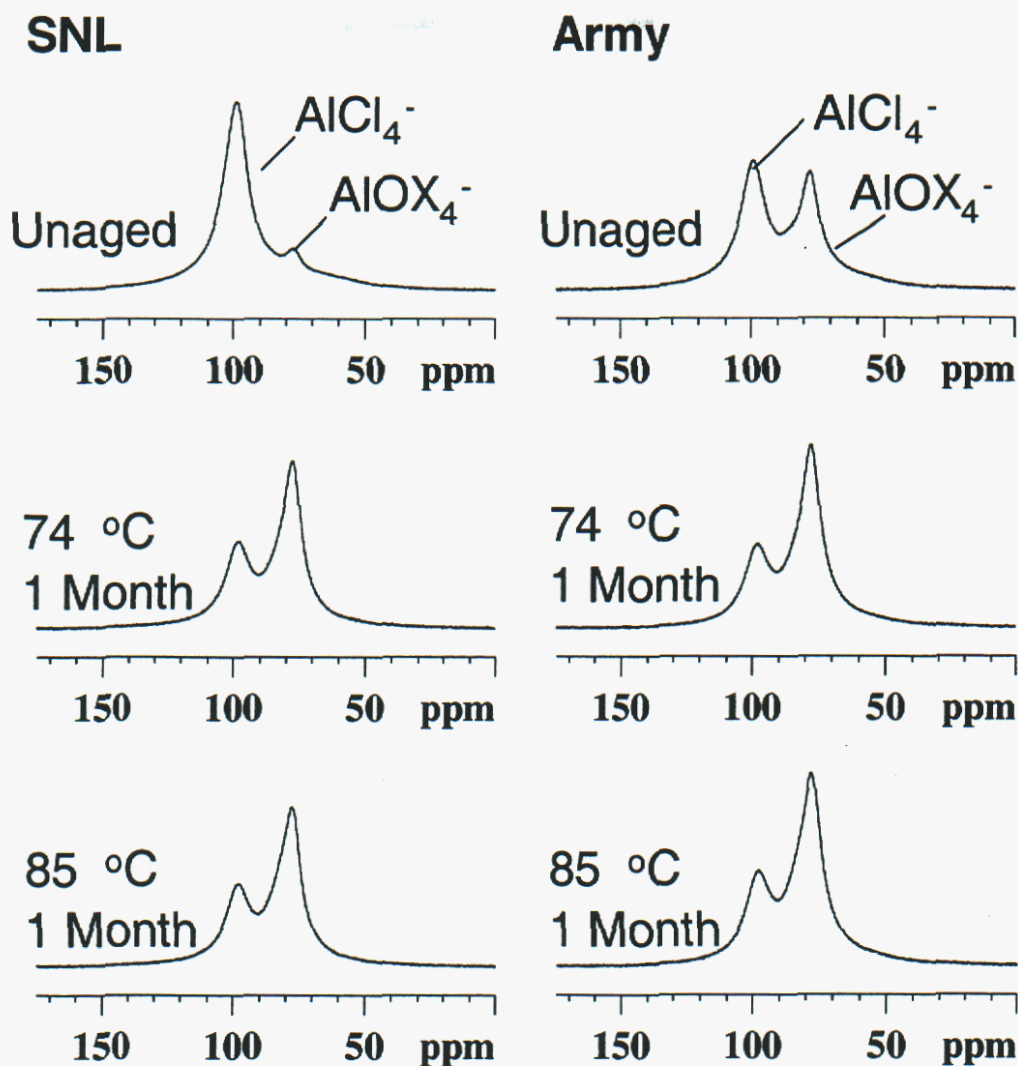 SNL
AlCl₄⁻
AlOX₄⁻
Unaged
150 100 50 ppm
74 °C
1 Month
150 100 50 ppm
85 °C
1 Month
150 100 50 ppm
Army
AlCl₄⁻
AlOX₄⁻
Unaged
150 100 50 ppm
74 °C
1 Month
150 100 50 ppm
85 °C
1 Month
150 100 50 ppm